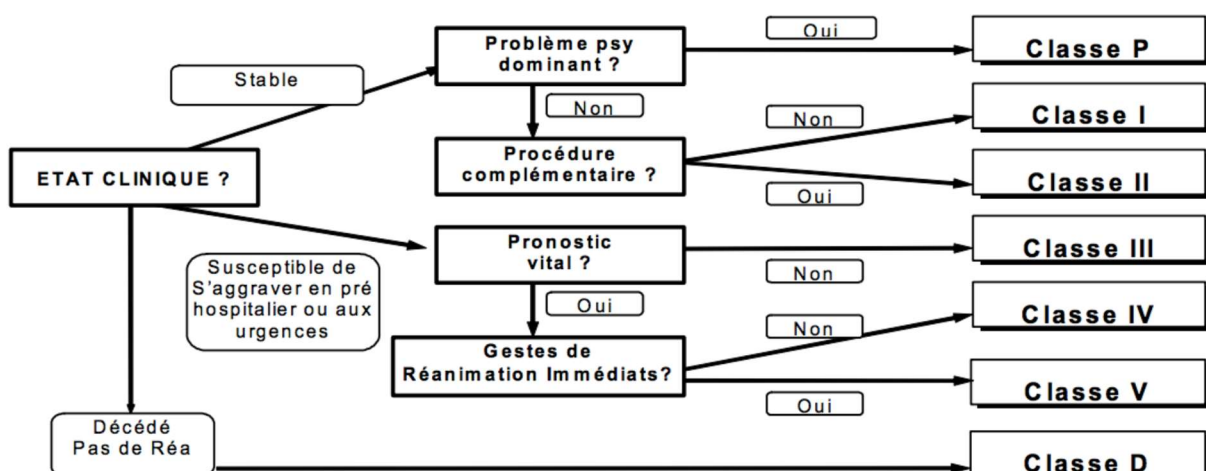 Oui
Problème psy
dominant ?
Classe P
Stable
Non
Non
Classe I
Procédure
complémentaire ?
ETAT CLINIQUE ?
Oui
Classe II
Pronostic
vital ?
Classe III
Susceptible de
S'aggraver en pré
hospitalier ou aux
urgences
Non
Oui
Non
Classe IV
Gestes de
Réanimation Immédiats?
Oui
Classe V
Décédé
Pas de Réa
Classe D